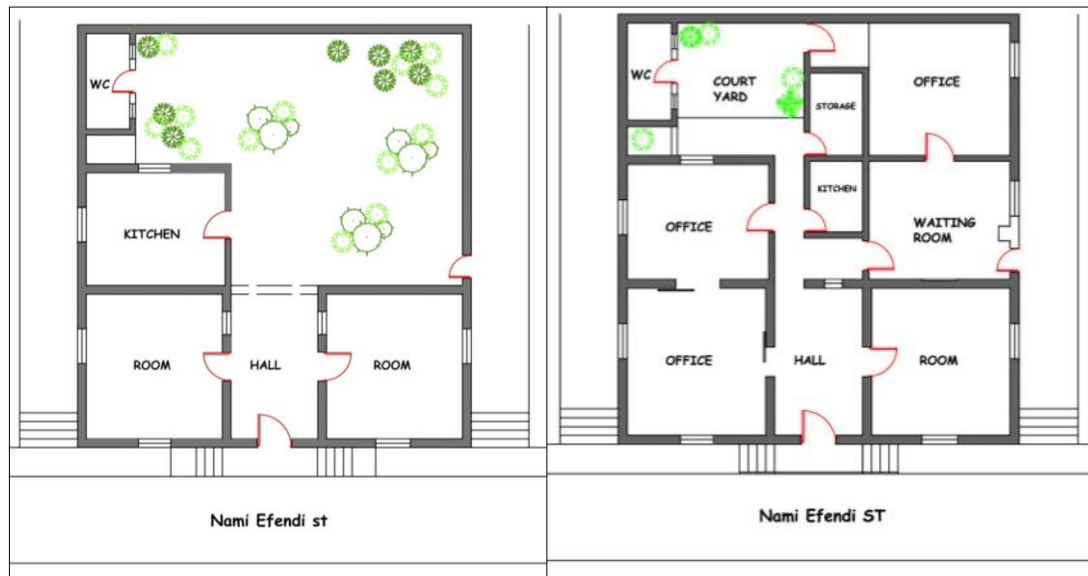 WC
KITCHEN
ROOM
HALL
ROOM
Nami Efendi st
WC
COURT
YARD
STORAGE
OFFICE
KITCHEN
OFFICE
WAITING
ROOM
OFFICE
HALL
ROOM
Nami Efendi ST